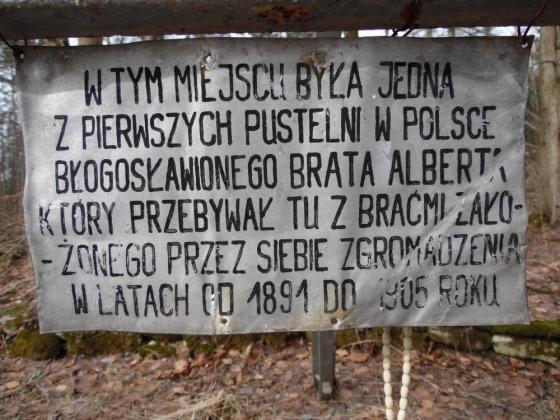 W TYM MIEJSCU BYŁA JEDNA
Z PIERWSZYCH PUSTELNI W POLSCE
BŁOGOSŁAWIONEGO BRATA ALBERTA
KTÓRY PRZEBYWAŁ TU Z BRAĆMI ZAŁO-
-ŻONEGO PRZEZ SIEBIE ZGROMADZENIA
W LATACH OD 1891 DO 1905 ROKU